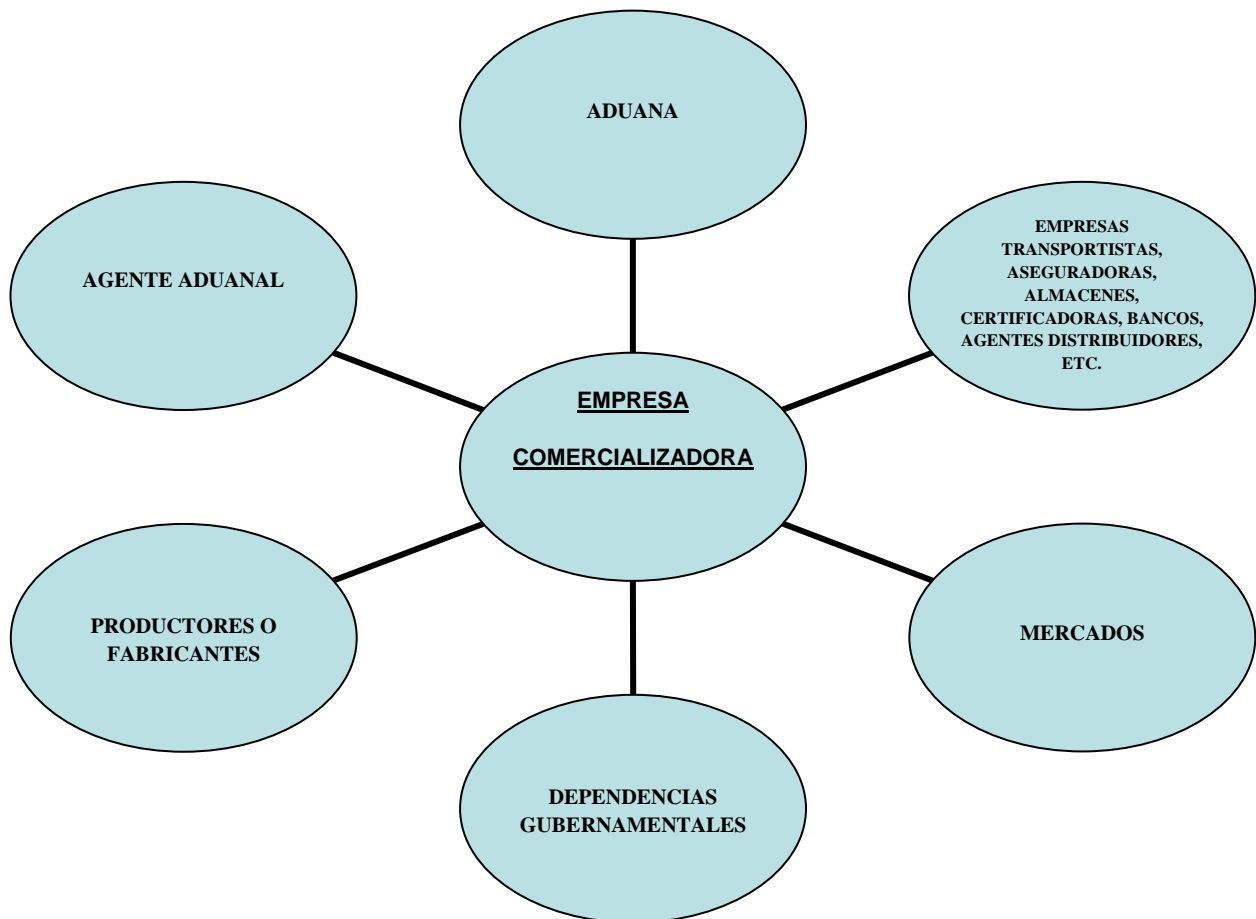 ADUANA
AGENTE ADUANAL
EMPRESAS
TRANSPORTISTAS,
ASEGURADORAS,
ALMACENES,
CERTIFICADORAS, BANCOS,
AGENTES DISTRIBUIDORES,
ETC.
EMPRESA
COMERCIALIZADORA
PRODUCTORES O
FABRICANTES
MERCADOS
DEPENDENCIAS
GUBERNAMENTALES